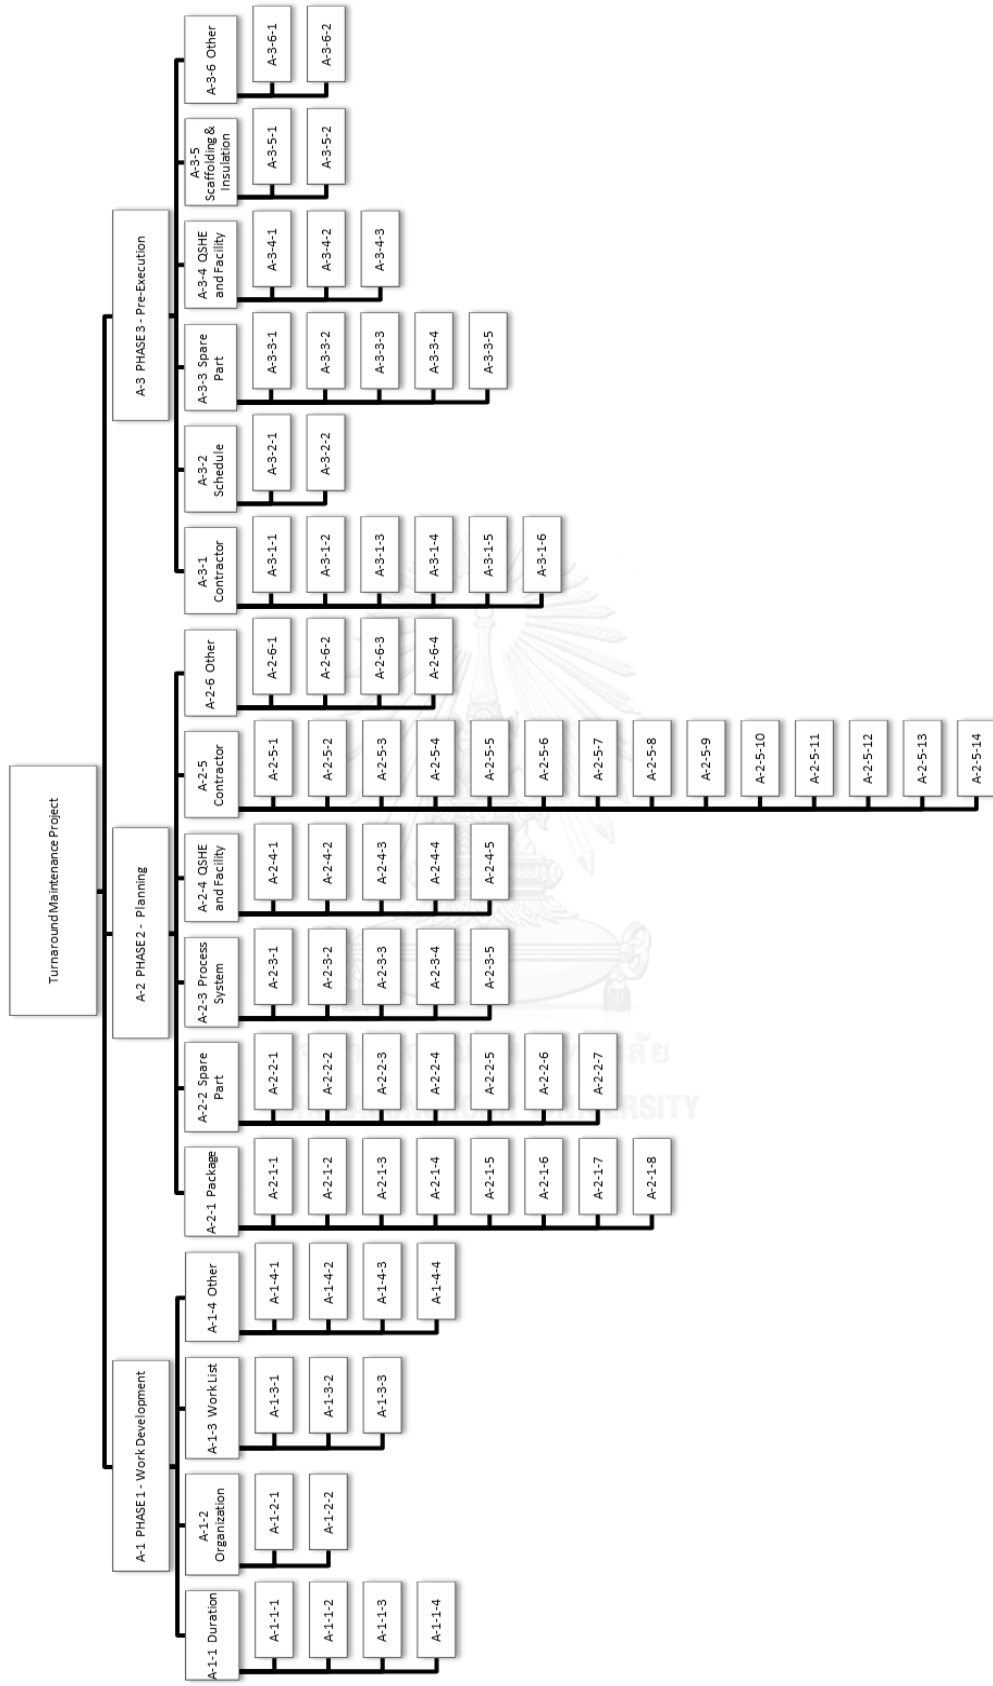 Turnaround Maintenance Project
A-1 PHASE 1 - Work Development
A-1-1 Duration
A-1-1-1
A-1-1-2
A-1-1-3
A-1-1-4
A-1-2
Organization
A-1-2-1
A-1-2-2
A-1-3 Work List
A-1-3-1
A-1-3-2
A-1-3-3
A-1-4 Other
A-1-4-1
A-1-4-2
A-1-4-3
A-1-4-4
A-2 PHASE 2 - Planning
A-2-1 Package
A-2-1-1
A-2-1-2
A-2-1-3
A-2-1-4
A-2-1-5
A-2-1-6
A-2-1-7
A-2-1-8
A-2-2 Spare
Part
A-2-2-1
A-2-2-2
A-2-2-3
A-2-2-4
A-2-2-5
A-2-2-6
A-2-2-7
A-2-3 Process
System
A-2-3-1
A-2-3-2
A-2-3-3
A-2-3-4
A-2-3-5
A-2-4 QSHE
and Facility
A-2-4-1
A-2-4-2
A-2-4-3
A-2-4-4
A-2-4-5
A-2-5
Contractor
A-2-5-1
A-2-5-2
A-2-5-3
A-2-5-4
A-2-5-5
A-2-5-6
A-2-5-7
A-2-5-8
A-2-5-9
A-2-5-10
A-2-5-11
A-2-5-12
A-2-5-13
A-2-5-14
A-2-6 Other
A-2-6-1
A-2-6-2
A-2-6-3
A-2-6-4
A-3 PHASE 3 - Pre-Execution
A-3-1
Contractor
A-3-1-1
A-3-1-2
A-3-1-3
A-3-1-4
A-3-1-5
A-3-1-6
A-3-2
Schedule
A-3-2-1
A-3-2-2
A-3-3 Spare
Part
A-3-3-1
A-3-3-2
A-3-3-3
A-3-3-4
A-3-3-5
A-3-4 QSHE
and Facility
A-3-4-1
A-3-4-2
A-3-4-3
A-3-5
Scaffolding &
Insulation
A-3-5-1
A-3-5-2
A-3-6 Other
A-3-6-1
A-3-6-2